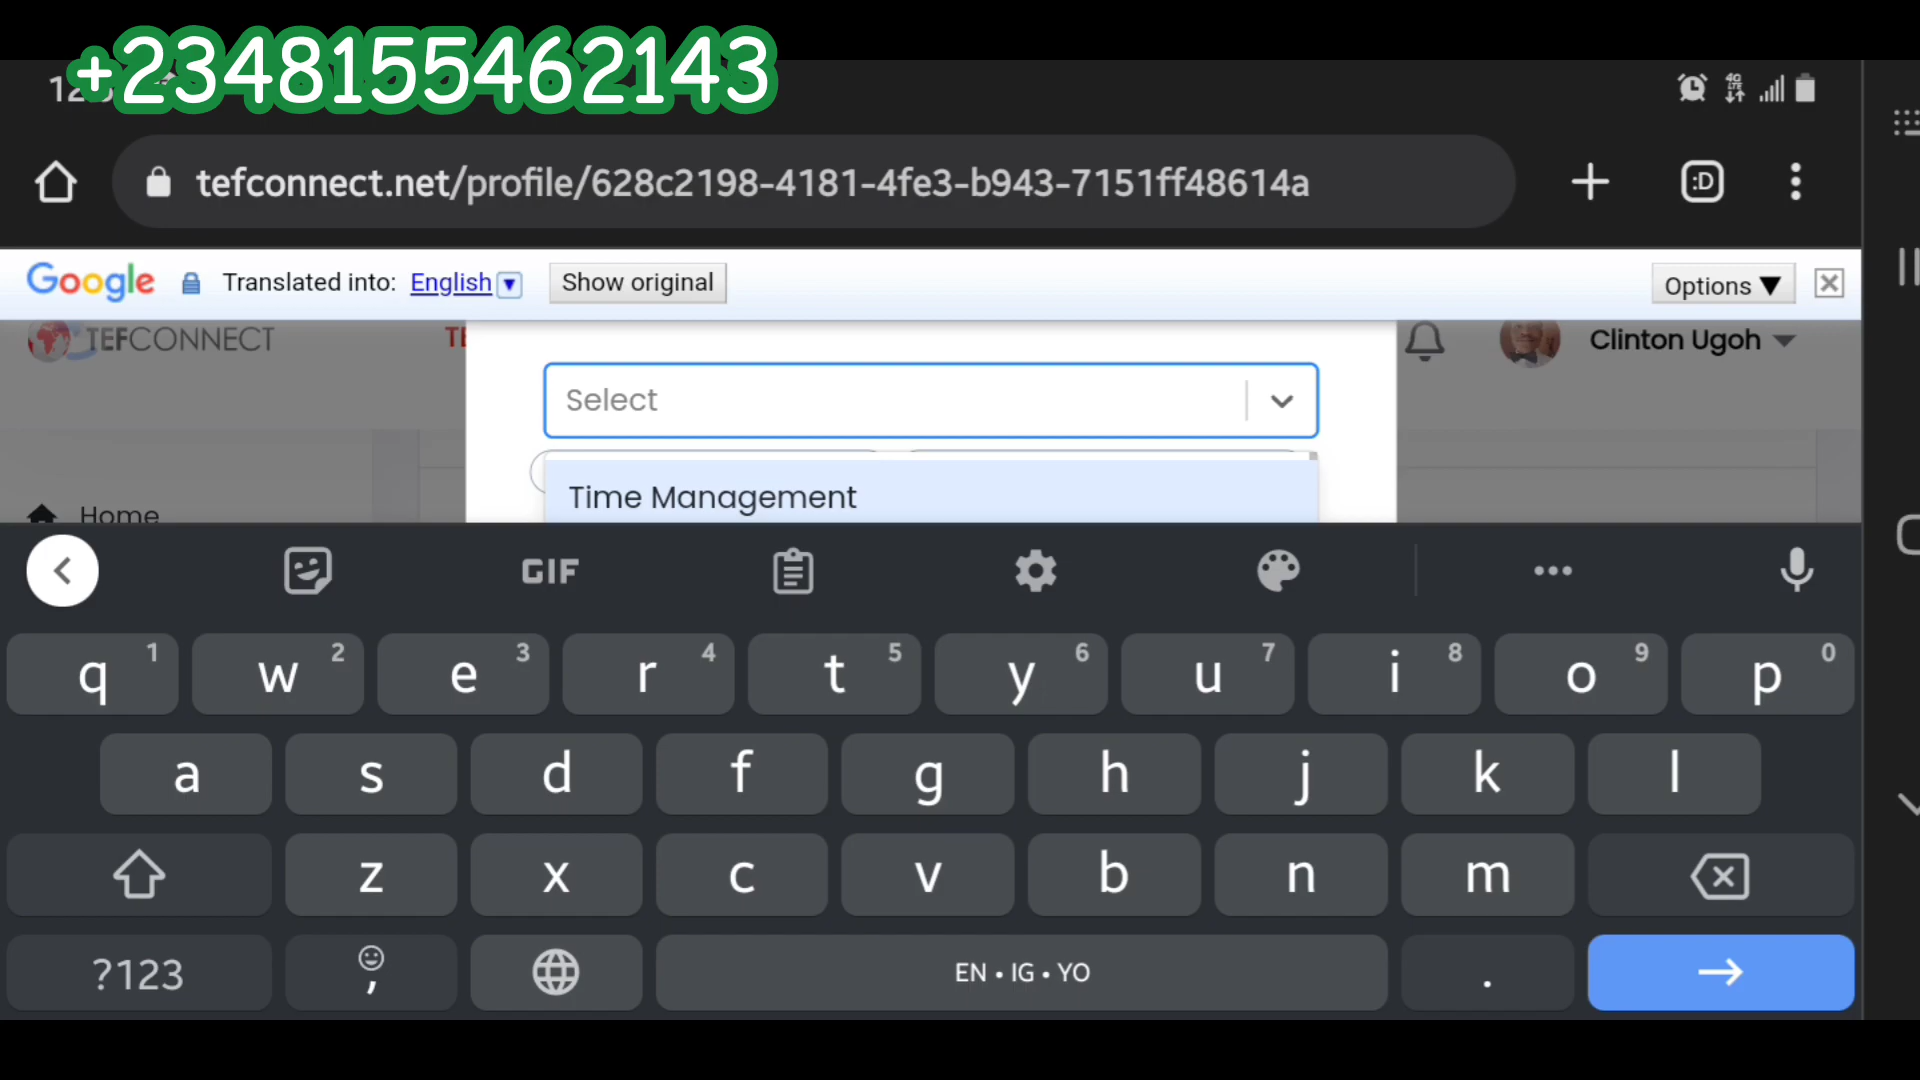 +2348155462143
tefconnect.net/profile/628c2198-4181-4fe3-b943-7151ff48614a
:D
Google Translated into: English Show original Options
TEFCONNECT
Clinton Ugoh
Select
Time Management
Home
GIF
q 1 w 2 e 3 r 4 t 5 y 6 u 7 i 8 o 9 p 0
a s d f g h j k l
z x c v b n m
?123 , EN • IG • YO .